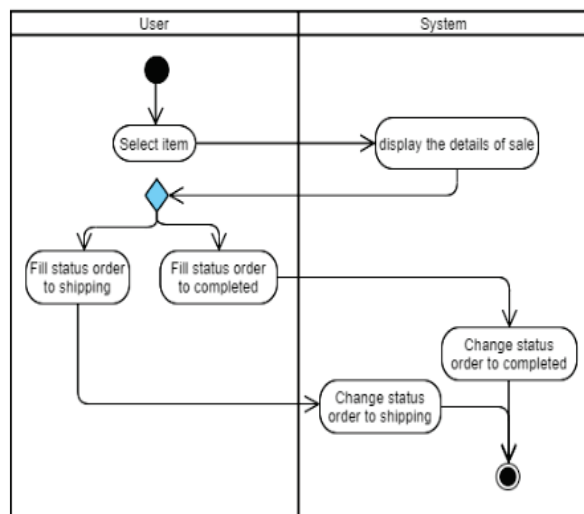 User
System
Select item
display the details of sale
Fill status order
to shipping
Fill status order
to completed
Change status
order to completed
Change status
order to shipping